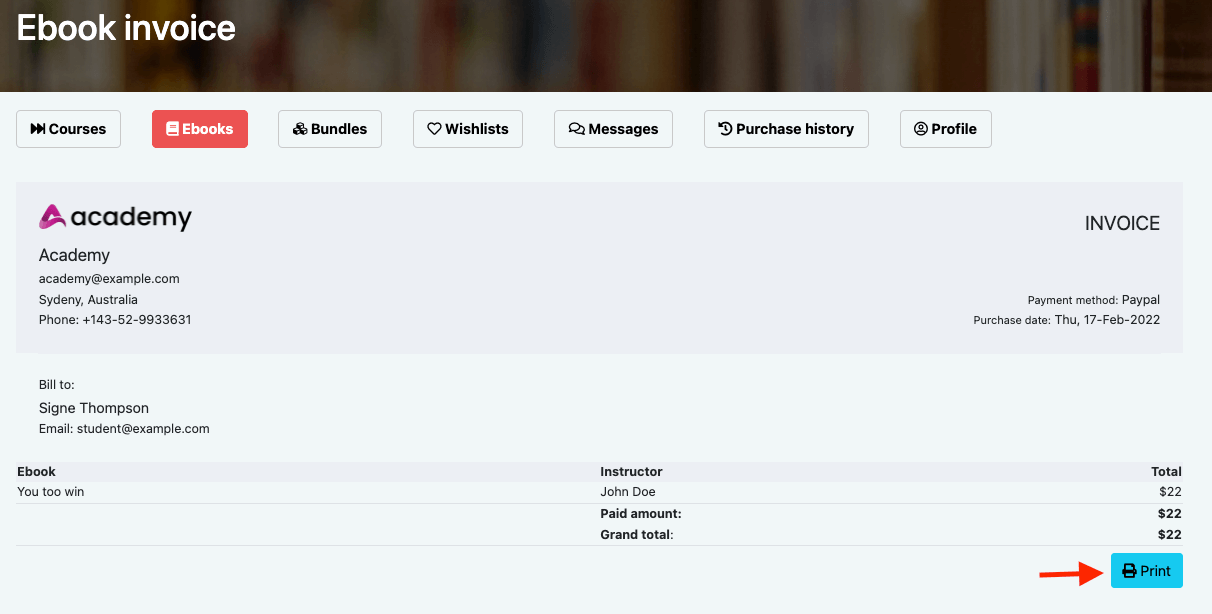 Ebook invoice
Courses Ebooks Bundles Wishlists Messages Purchase history Profile
academy
INVOICE
Academy
academy@example.com
Sydeny, Australia
Payment method: Paypal
Phone: +143-52-9933631
Purchase date: Thu, 17-Feb-2022
Bill to:
Signe Thompson
Email: student@example.com
Ebook Instructor Total
You too win John Doe $22
Paid amount: $22
Grand total: $22
Print